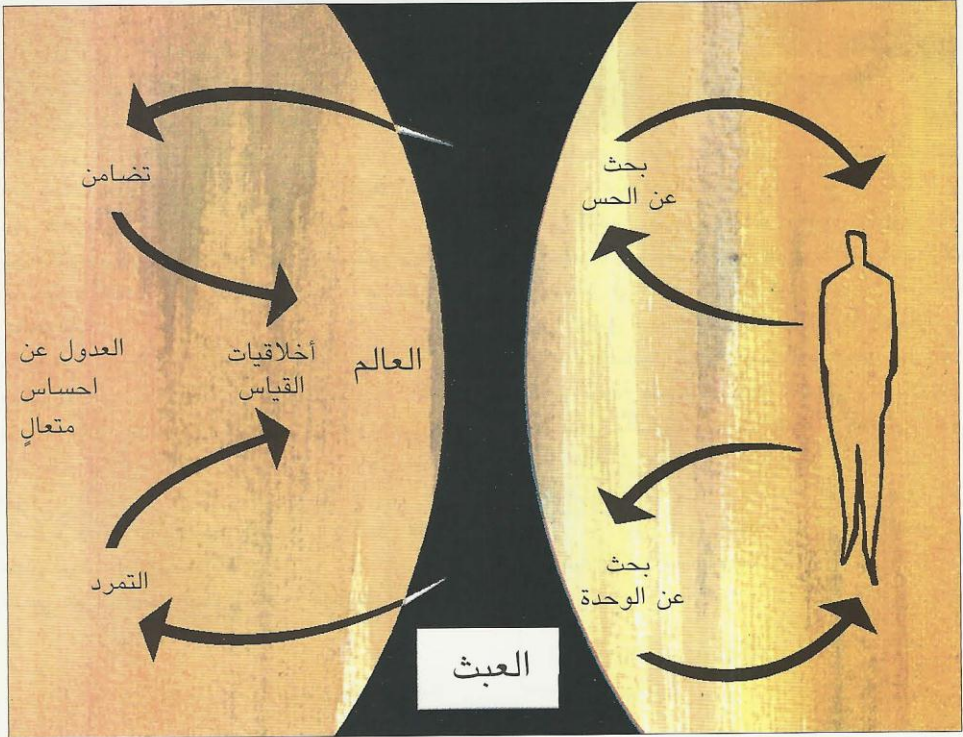 بحث
عن الحس
بحث
عن الوحدة
العالم
تضامن
أخلاقيات
القياس
العدول عن
احساس
متعالٍ
التمرد
العبث